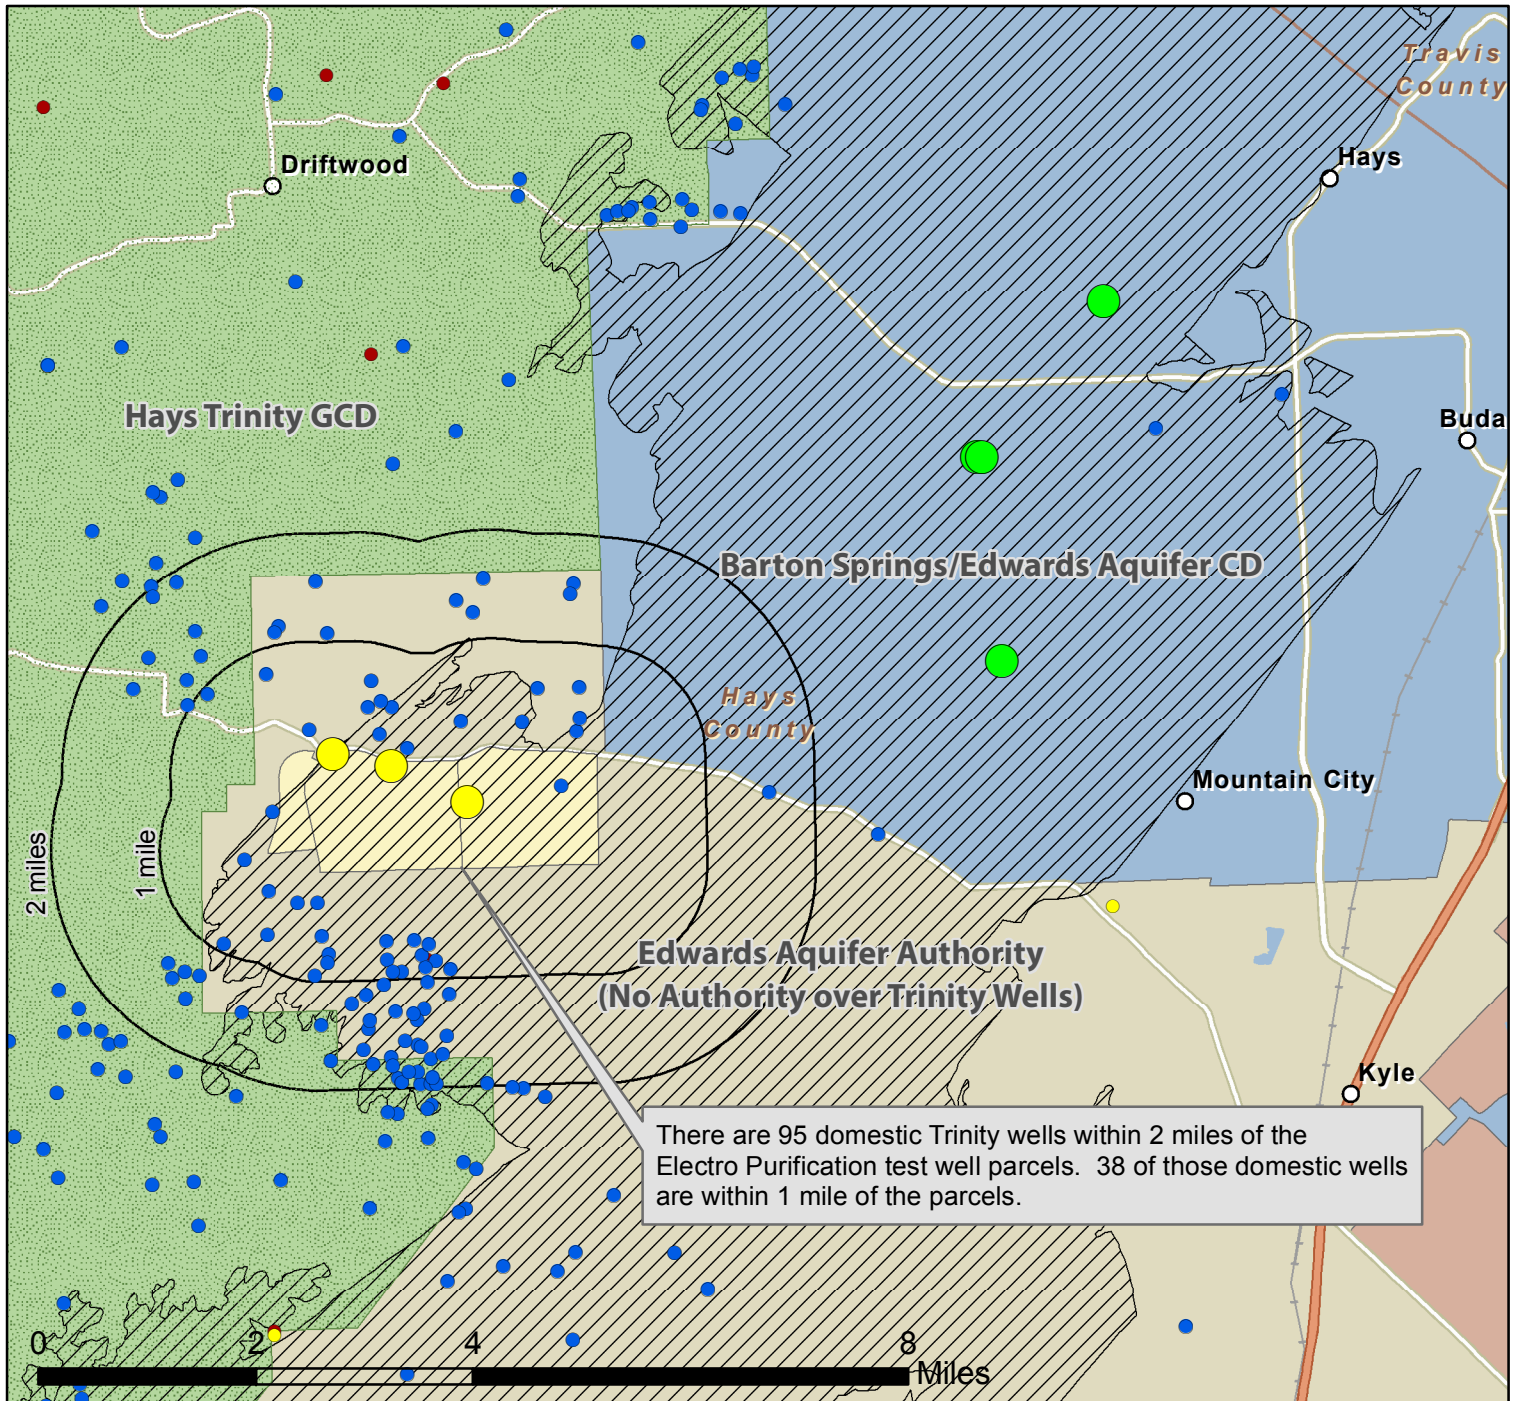 Travis
County
Hays
Driftwood
Hays Trinity GCD
Buda
Barton Springs/Edwards Aquifer CD
Hays
County
Mountain City
2 miles
1 mile
Edwards Aquifer Authority
(No Authority over Trinity Wells)
Kyle
There are 95 domestic Trinity wells within 2 miles of the
Electro Purification test well parcels. 38 of those domestic wells
are within 1 mile of the parcels.
0 2 4 8
Miles